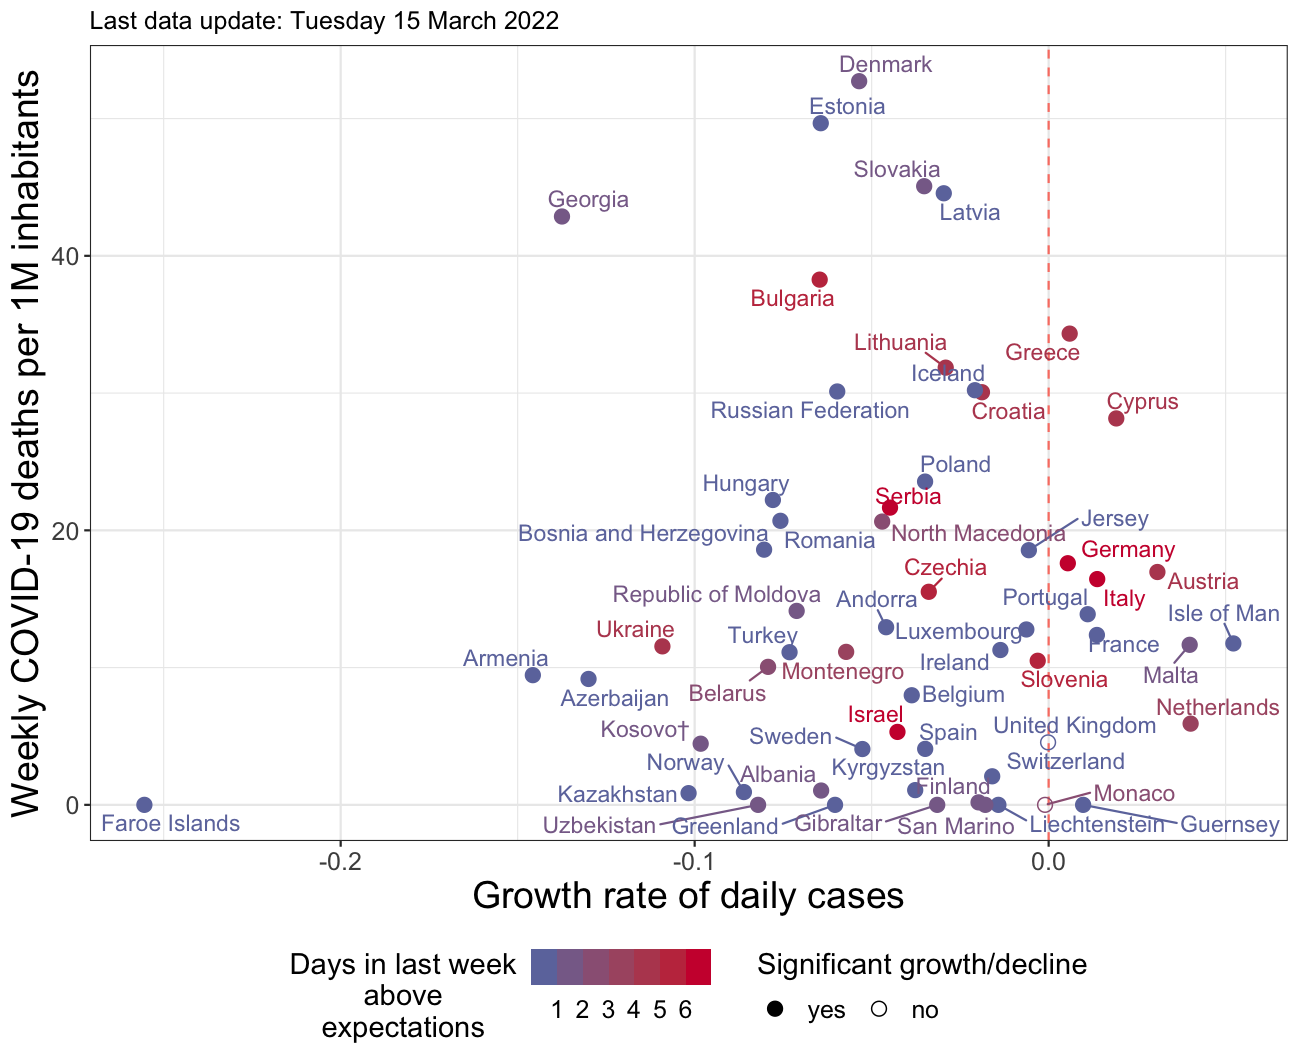 Last data update: Tuesday 15 March 2022
Weekly COVID-19 deaths per 1M inhabitants
Denmark
Estonia
Slovakia
Georgia
Latvia
40
Bulgaria
Lithuania
Greece
Iceland
Cyprus
Russian Federation
Croatia
Poland
Hungary
Serbia
Jersey
20
Bosnia and Herzegovina
Romania
North Macedonia
Germany
Czechia
Austria
Republic of Moldova
Andorra
Portugal
Italy
Isle of Man
Ukraine
Turkey
Luxembourg
France
Armenia
Ireland
Montenegro
Malta
Slovenia
Azerbaijan
Belarus
Belgium
Netherlands
Israel
Kosovo†
Sweden
Spain
United Kingdom
Norway
Albania
Kyrgyzstan
Switzerland
Kazakhstan
Finland
Monaco
0
Faroe Islands
Uzbekistan
Greenland
Gibraltar
San Marino
Liechtenstein
Guernsey
-0.2 -0.1 0.0
Growth rate of daily cases
Days in last week
above
expectations
1 2 3 4 5 6
Significant growth/decline
yes no